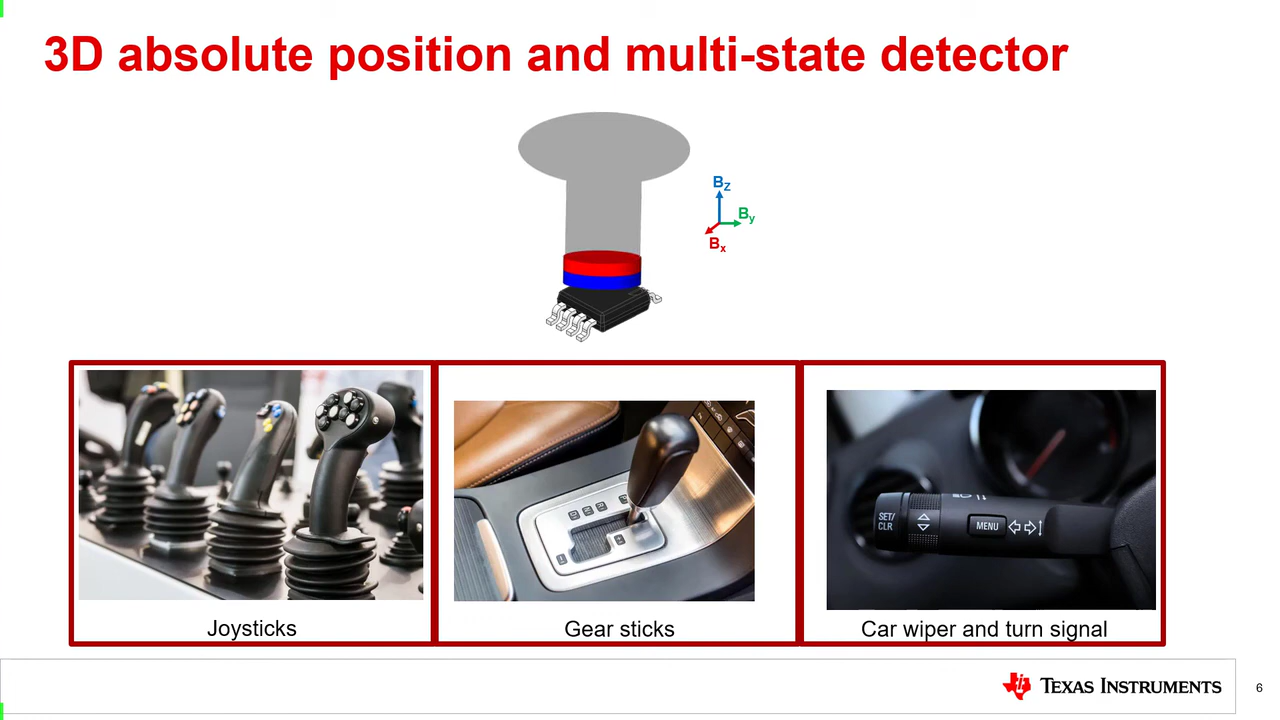 3D absolute position and multi-state detector
BZ
By
Bx
SET/
CLR
MENU
Joysticks
Gear sticks
Car wiper and turn signal
TEXAS INSTRUMENTS
6